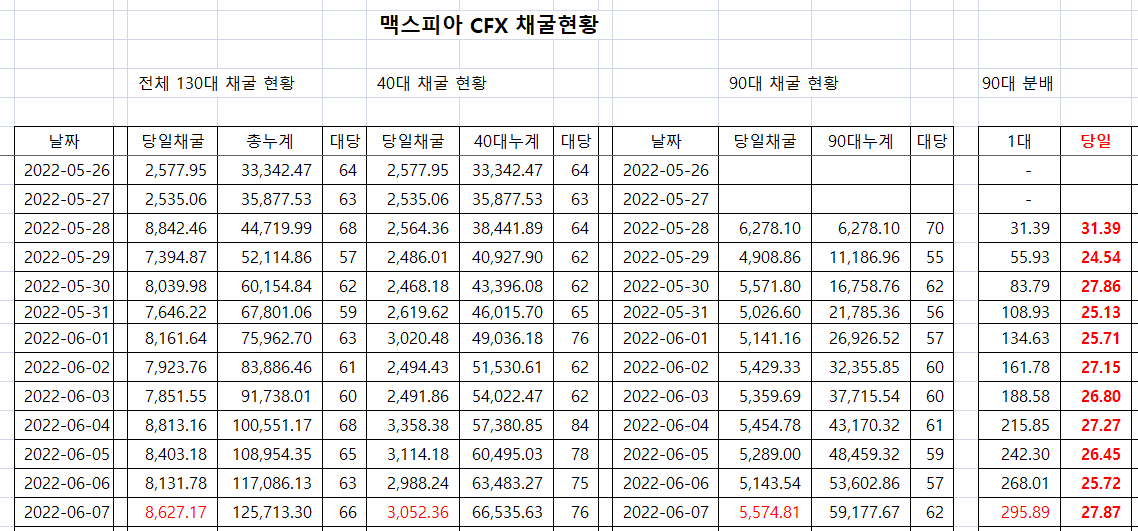 맥스피아 CFX 채굴현황
전체 130대 채굴 현황 40대 채굴 현황 90대 채굴 현황 90대 분배
날짜 당일채굴 총누계 대당 당일채굴 40대누계 대당 날짜 당일채굴 90대누계 대당 1대 당일
2022-05-26 2,577.95 33,342.47 64 2,577.95 33,342.47 64 2022-05-26 -
2022-05-27 2,535.06 35,877.53 63 2,535.06 35,877.53 63 2022-05-27 -
2022-05-28 8,842.46 44,719.99 68 2,564.36 38,441.89 64 2022-05-28 6,278.10 6,278.10 70 31.39 31.39
2022-05-29 7,394.87 52,114.86 57 2,486.01 40,927.90 62 2022-05-29 4,908.86 11,186.96 55 55.93 24.54
2022-05-30 8,039.98 60,154.84 62 2,468.18 43,396.08 62 2022-05-30 5,571.80 16,758.76 62 83.79 27.86
2022-05-31 7,646.22 67,801.06 59 2,619.62 46,015.70 65 2022-05-31 5,026.60 21,785.36 56 108.93 25.13
2022-06-01 8,161.64 75,962.70 63 3,020.48 49,036.18 76 2022-06-01 5,141.16 26,926.52 57 134.63 25.71
2022-06-02 7,923.76 83,886.46 61 2,494.43 51,530.61 62 2022-06-02 5,429.33 32,355.85 60 161.78 27.15
2022-06-03 7,851.55 91,738.01 60 2,491.86 54,022.47 62 2022-06-03 5,359.69 37,715.54 60 188.58 26.80
2022-06-04 8,813.16 100,551.17 68 3,358.38 57,380.85 84 2022-06-04 5,454.78 43,170.32 61 215.85 27.27
2022-06-05 8,403.18 108,954.35 65 3,114.18 60,495.03 78 2022-06-05 5,289.00 48,459.32 59 242.30 26.45
2022-06-06 8,131.78 117,086.13 63 2,988.24 63,483.27 75 2022-06-06 5,143.54 53,602.86 57 268.01 25.72
2022-06-07 8,627.17 125,713.30 66 3,052.36 66,535.63 76 2022-06-07 5,574.81 59,177.67 62 295.89 27.87